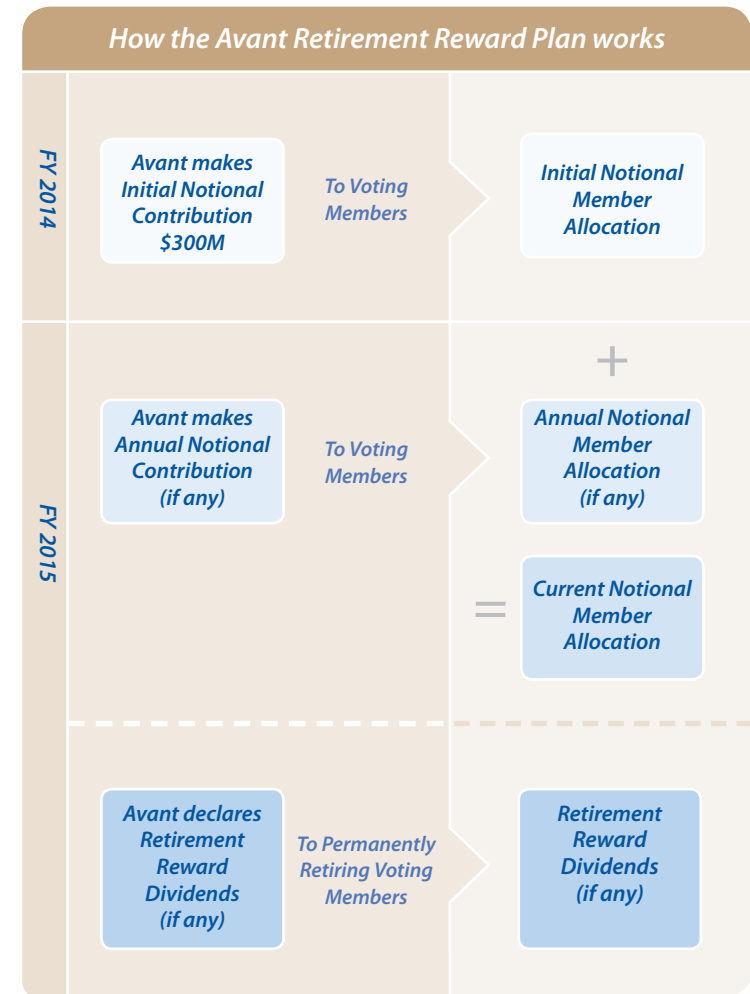 How the Avant Retirement Reward Plan works
FY 2014
Avant makes
Initial Notional
Contribution
$300M
To Voting
Members
Initial Notional
Member
Allocation
+
FY 2015
Avant makes
Annual Notional
Contribution
(if any)
To Voting
Members
Annual Notional
Member
Allocation
(if any)
=
Current Notional
Member
Allocation
Avant declares
Retirement
Reward
Dividends
(if any)
To Permanently
Retiring Voting
Members
Retirement
Reward
Dividends
(if any)